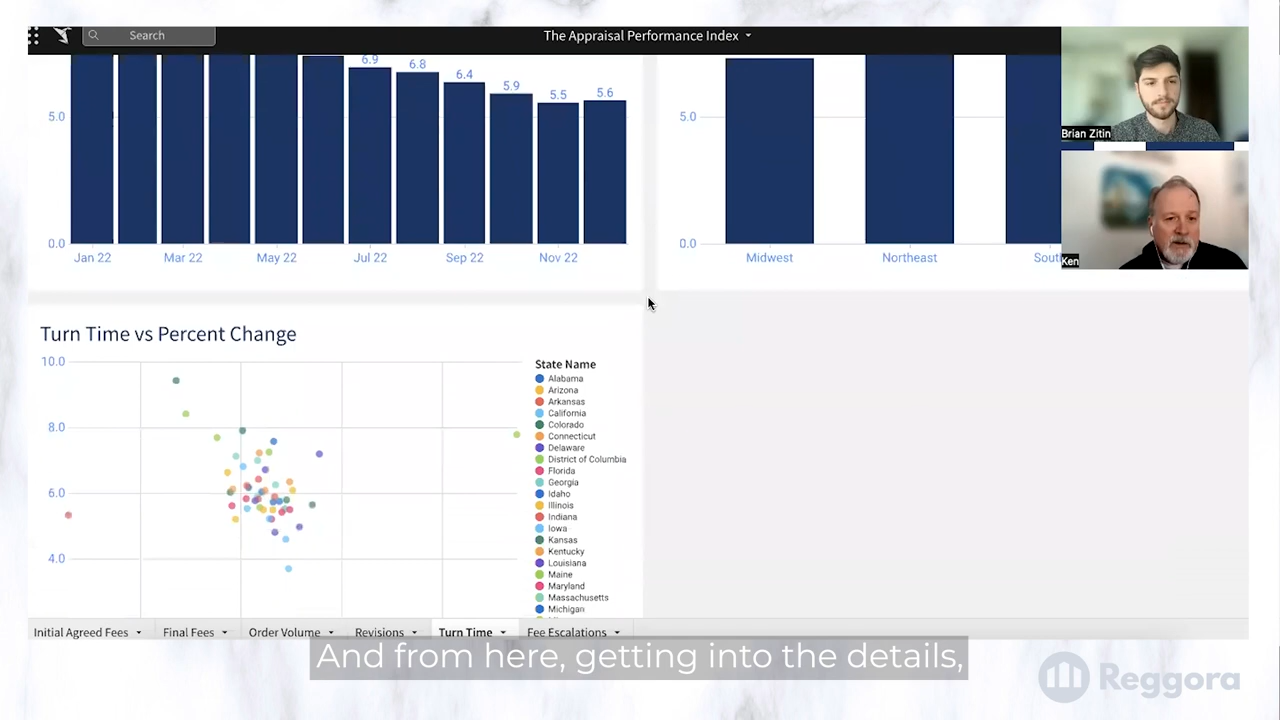 Search
The Appraisal Performance Index
6.9
6.8
6.4
5.9
5.5
5.6
5.0
0.0
Jan 22
Mar 22
May 22
Jul 22
Sep 22
Nov 22
5.0
0.0
Midwest
Northeast
Brian Zitin
Ken
Turn Time vs Percent Change
10.0
8.0
6.0
4.0
State Name
Alabama
Arizona
Arkansas
California
Colorado
Connecticut
Delaware
District of Columbia
Florida
Georgia
Idaho
Illinois
Indiana
Iowa
Kansas
Kentucky
Louisiana
Maine
Maryland
Massachusetts
Michigan
Initial Agreed Fees
Final Fees
Order Volume
Revisions
Turn Time
Fee Escalations
And from here, getting into the details,
Reggora